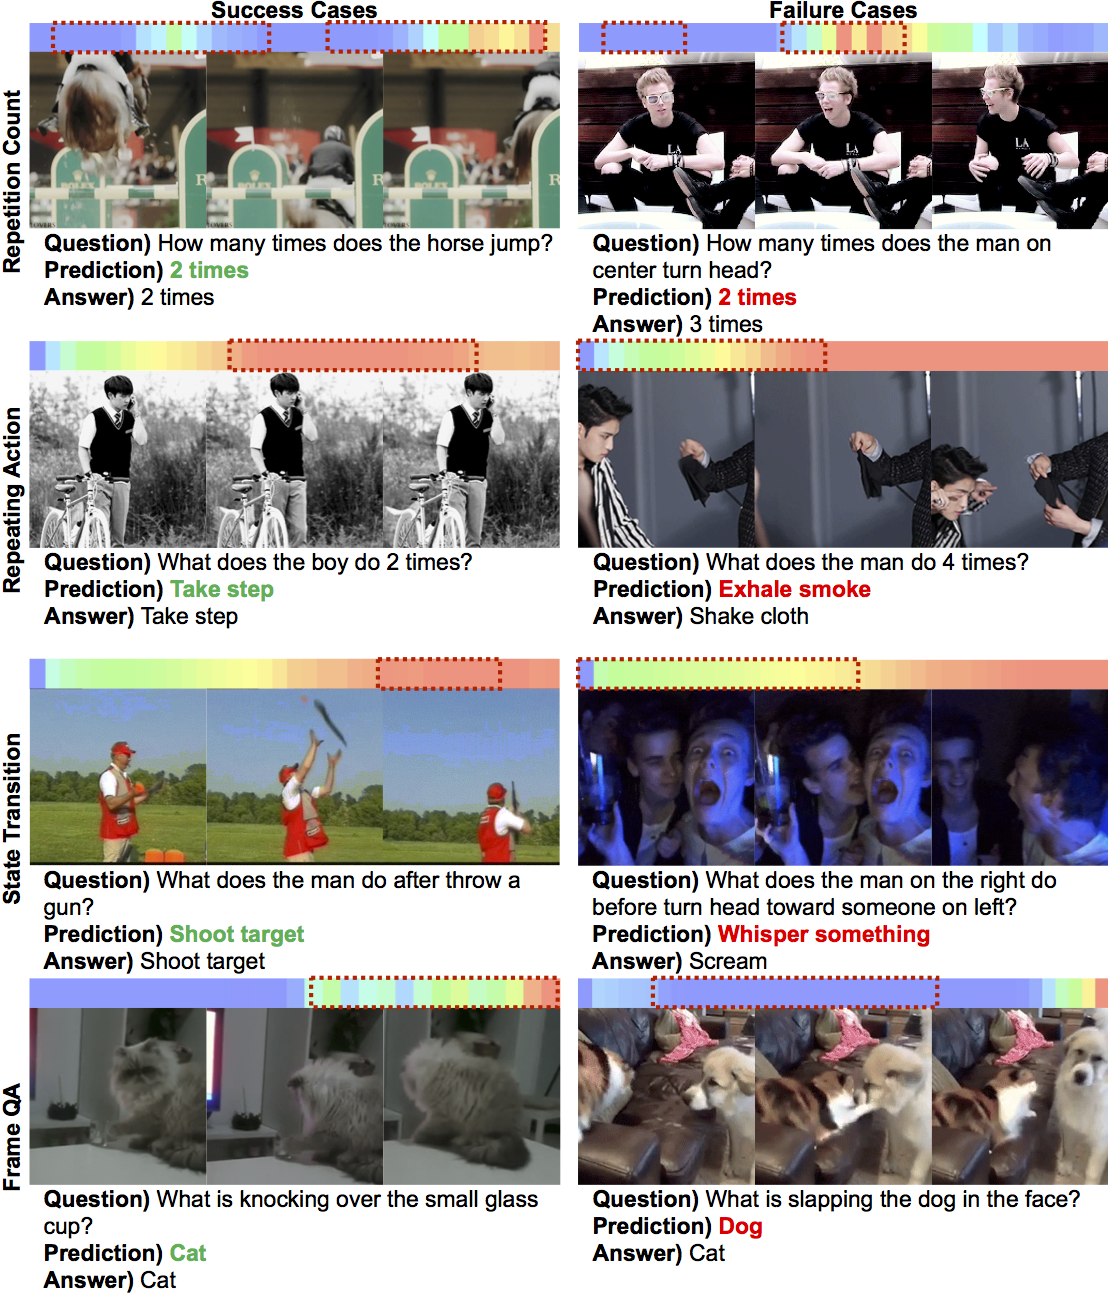 Success Cases
Failure Cases
Repetition Count
ROLEX
R
ROLEX
R
ROLEX
R
LA
LA
Question) How many times does the horse jump?
Prediction) 2 times
Answer) 2 times
Question) How many times does the man on
center turn head?
Prediction) 2 times
Answer) 3 times
Repeating Action
Question) What does the boy do 2 times?
Prediction) Take step
Answer) Take step
Question) What does the man do 4 times?
Prediction) Exhale smoke
Answer) Shake cloth
State Transition
Question) What does the man do after throw a
gun?
Prediction) Shoot target
Answer) Shoot target
Question) What does the man on the right do
before turn head toward someone on left?
Prediction) Whisper something
Answer) Scream
Frame QA
Question) What is knocking over the small glass
cup?
Prediction) Cat
Answer) Cat
Question) What is slapping the dog in the face?
Prediction) Dog
Answer) Cat